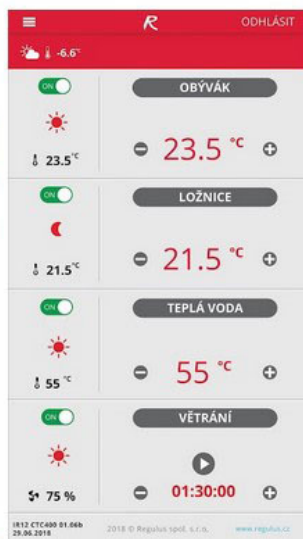 R ODHLÁSIT
-6.6°
ON OBÝVÁK
23.5 °C
23.5 °C
ON LOŽNICE
21.5 °C
21.5 °C
ON TEPLÁ VODA
55 °C
55 °C
ON VĚTRÁNÍ
75 % 01:30:00
IR12 CTC400 01.06b
29.06.2018
2018 © Regulus spol. s.r.o. www.regulus.cz